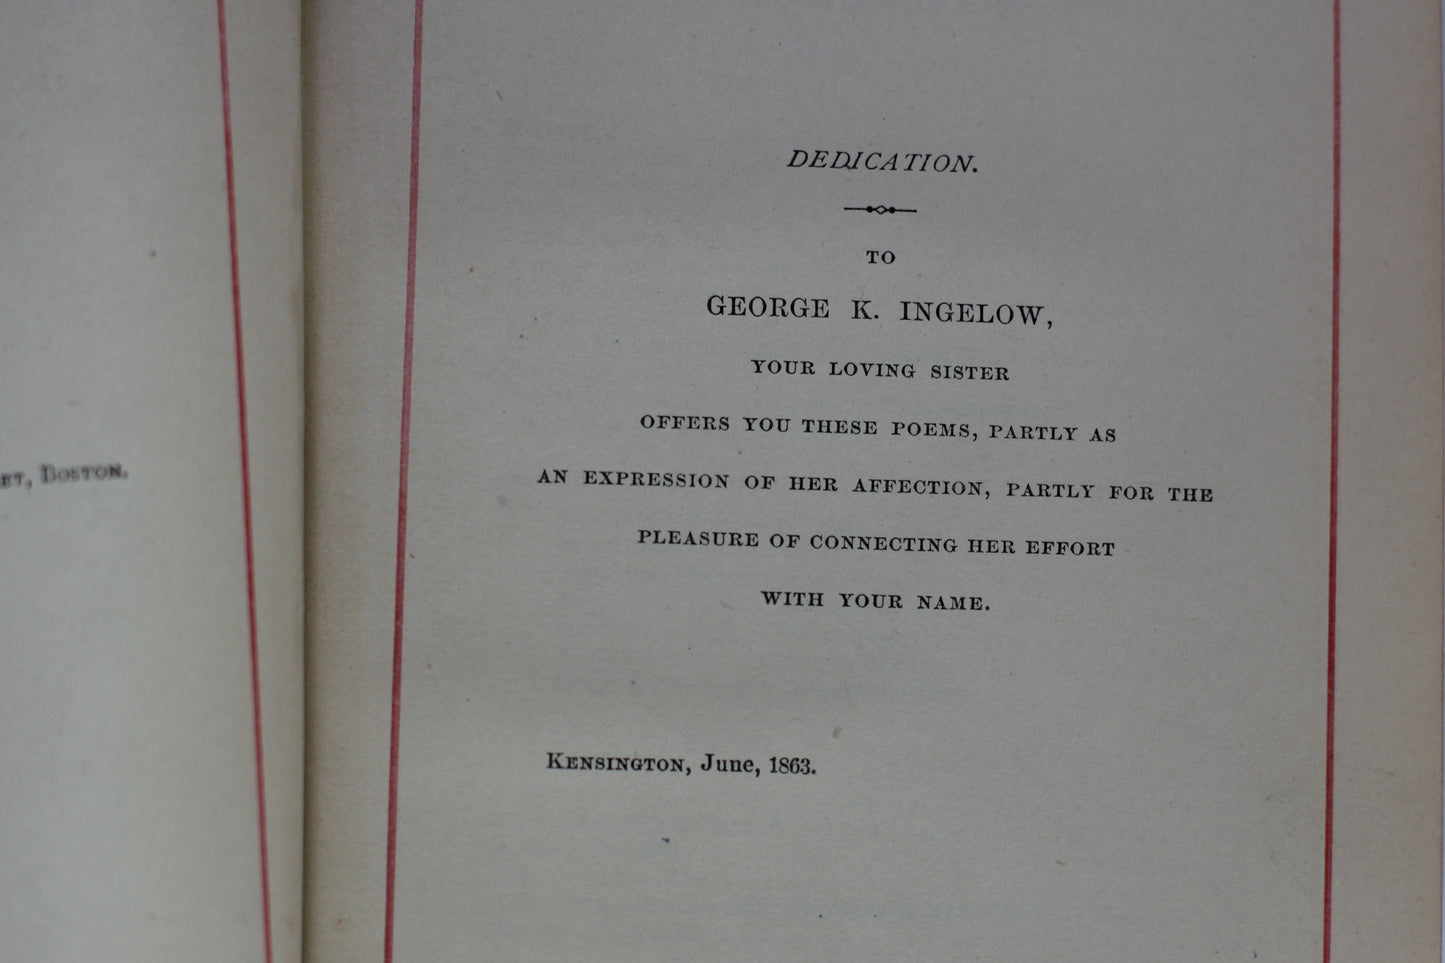 BOSTON.
DEDICATION.
TO
GEORGE K. INGELOW,
YOUR LOVING SISTER
OFFERS YOU THESE POEMS, PARTLY AS
AN EXPRESSION OF HER AFFECTION, PARTLY FOR THE
PLEASURE OF CONNECTING HER EFFORT
WITH YOUR NAME.
KENSINGTON, June, 1863.